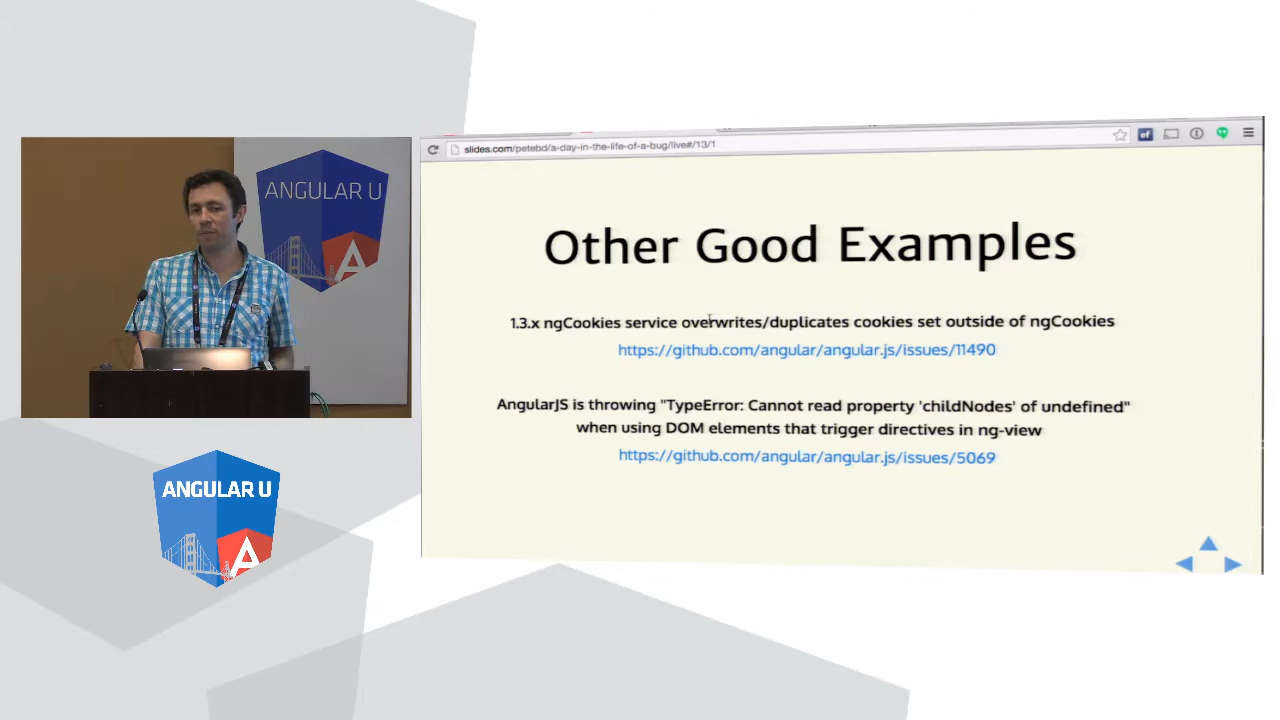 ANGULAR U
A
ANGULAR U
A
slides.com/petebd/a-day-in-the-life-of-a-bug/live#/13/1
ef
Other Good Examples
1.3.x ngCookies service overwrites/duplicates cookies set outside of ngCookies
https://github.com/angular/angular.js/issues/11490
AngularJS is throwing "TypeError: Cannot read property 'childNodes' of undefined"
when using DOM elements that trigger directives in ng-view
https://github.com/angular/angular.js/issues/5069